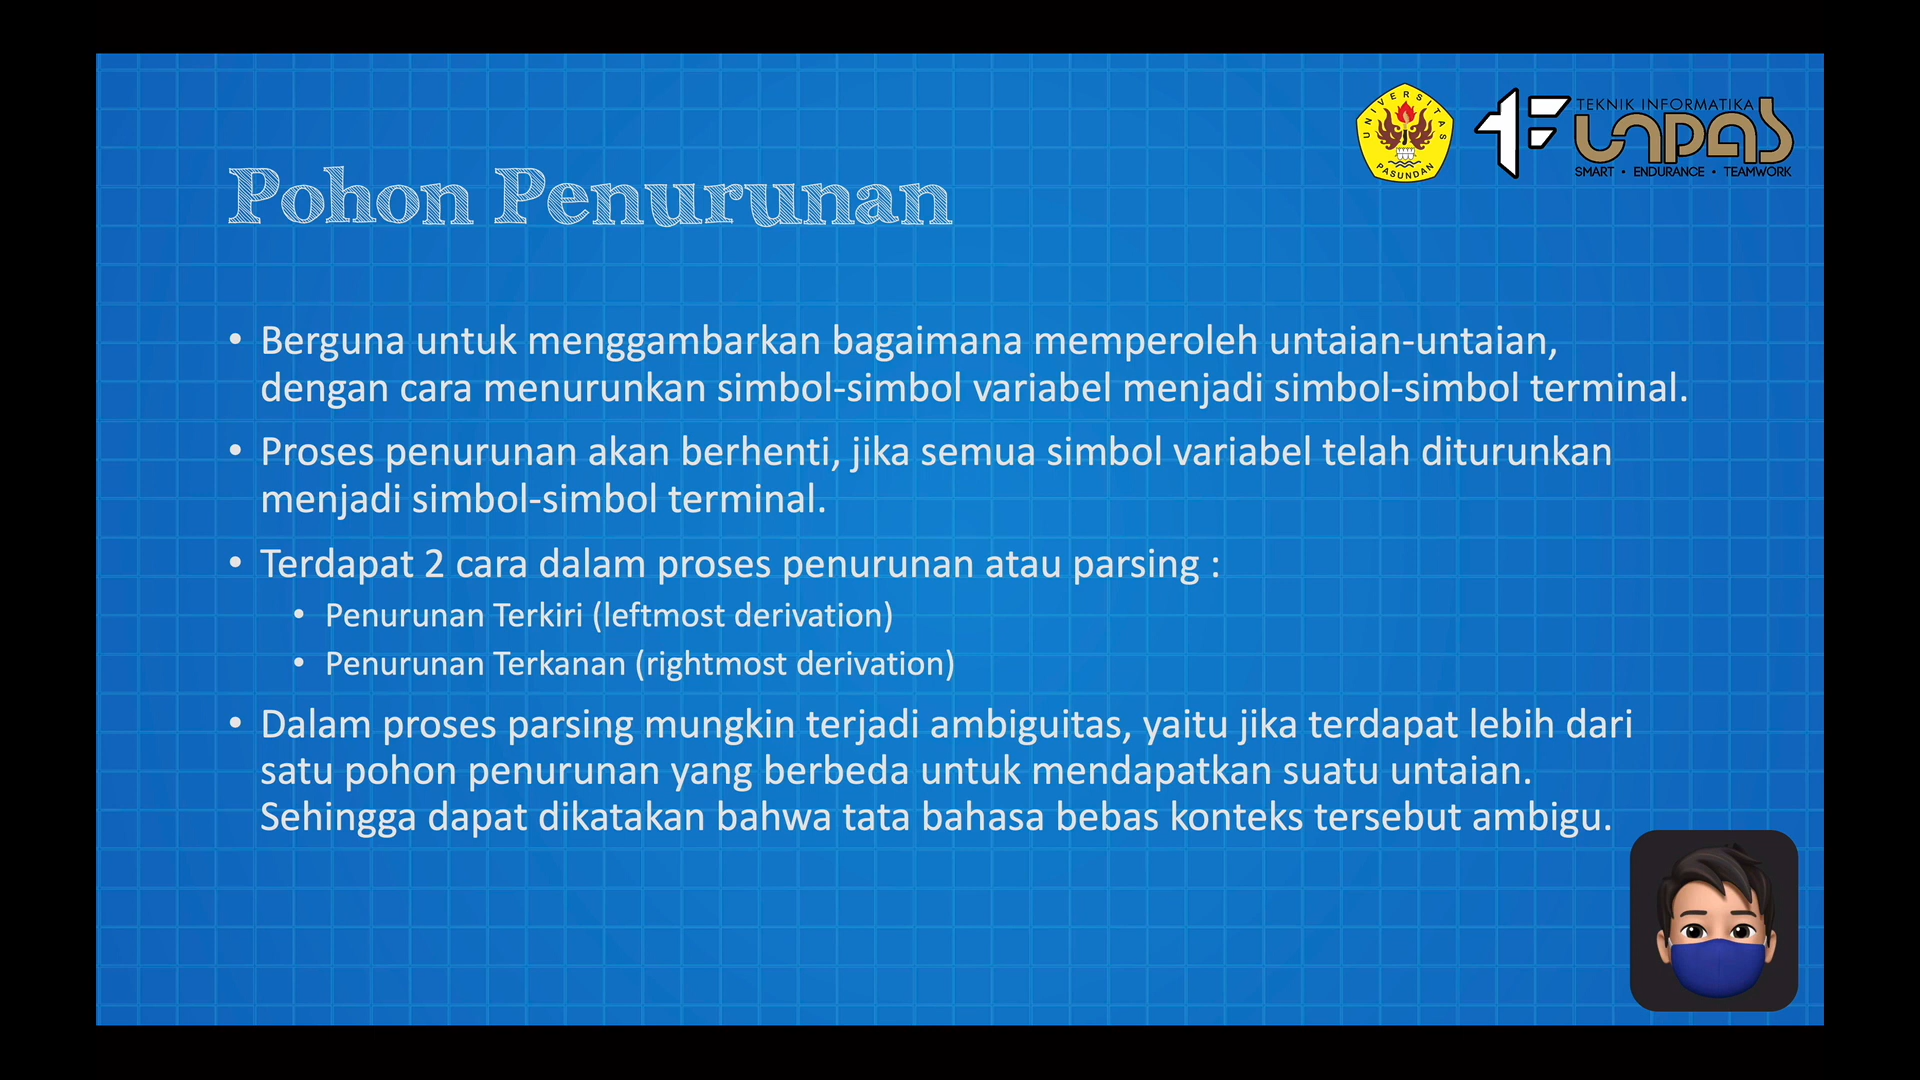 UNIVERSITAS
PASUNDAN
TEKNIK INFORMATIKA
UNPAS
SMART • ENDURANCE • TEAMWORK
Pohon Penurunan
• Berguna untuk menggambarkan bagaimana memperoleh untaian-untaian,
dengan cara menurunkan simbol-simbol variabel menjadi simbol-simbol terminal.
• Proses penurunan akan berhenti, jika semua simbol variabel telah diturunkan
menjadi simbol-simbol terminal.
• Terdapat 2 cara dalam proses penurunan atau parsing :
• Penurunan Terkiri (leftmost derivation)
• Penurunan Terkanan (rightmost derivation)
• Dalam proses parsing mungkin terjadi ambiguitas, yaitu jika terdapat lebih dari
satu pohon penurunan yang berbeda untuk mendapatkan suatu untaian.
Sehingga dapat dikatakan bahwa tata bahasa bebas konteks tersebut ambigu.